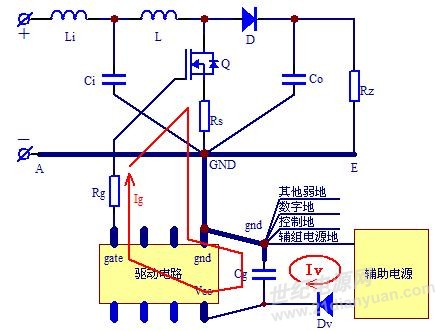 +
Li
L
D
Ci
Q
Co
Rs
Rz
−
A
GND
E
Rg
Ig
其他弱地
数字地
控制地
辅组电源地
gnd
gate
驱动电路
gnd
Vcc
Cg
Iv
辅助电源
Dv
世纪电源网
21dianyuan.com